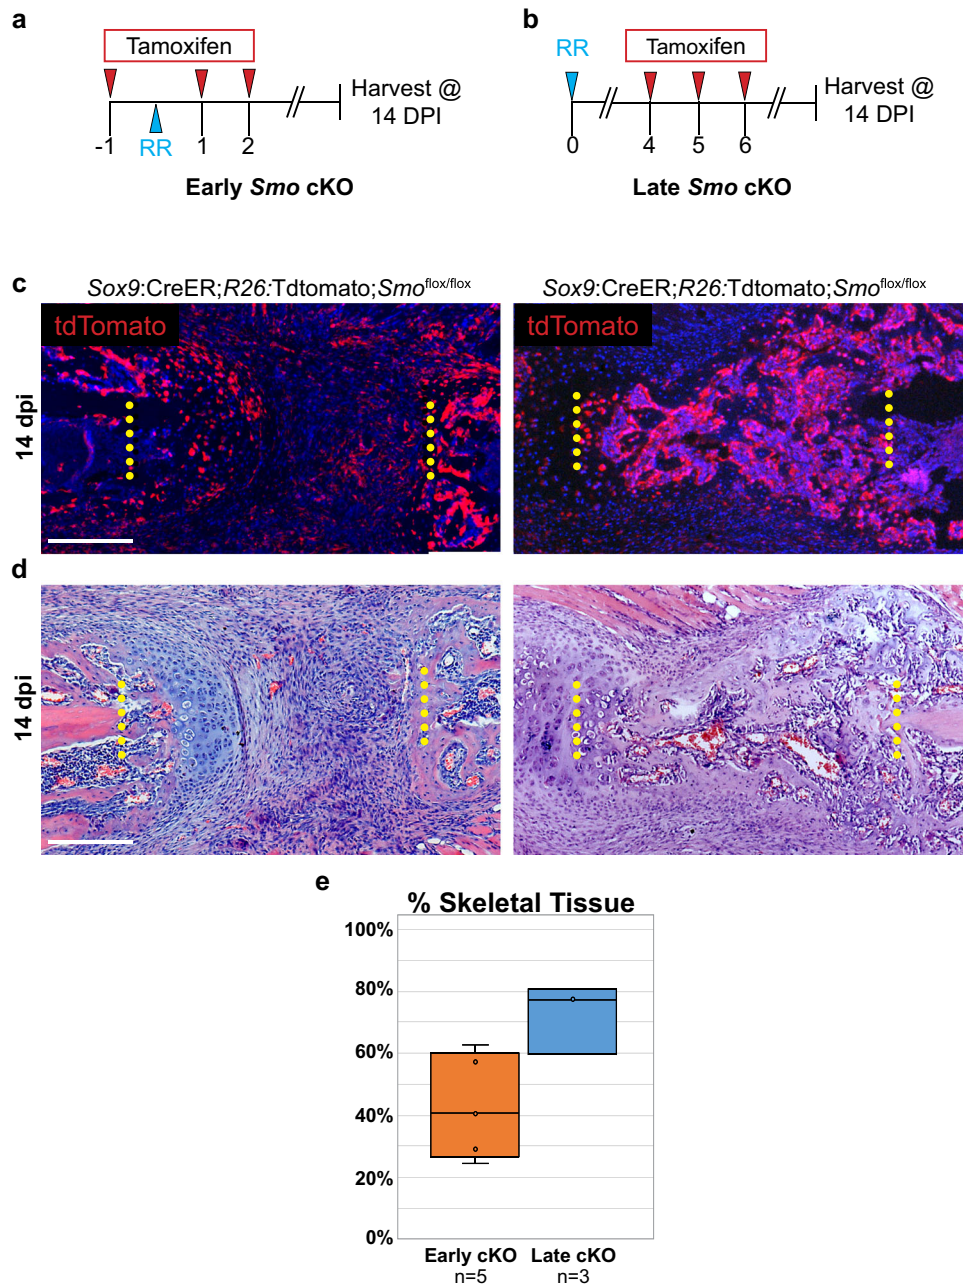 a
Tamoxifen
Harvest @
14 DPI
-1 RR 1 2
Early Smo cKO
b
RR
Tamoxifen
Harvest @
14 DPI
0 4 5 6
Late Smo cKO
c
Sox9:CreER;R26:Tdtomato;Smoflox/flox
Sox9:CreER;R26:Tdtomato;Smoflox/flox
tdTomato
tdTomato
14 dpi
d
14 dpi
e
% Skeletal Tissue
100%
80%
60%
40%
20%
0%
Early cKO Late cKO
n=5 n=3